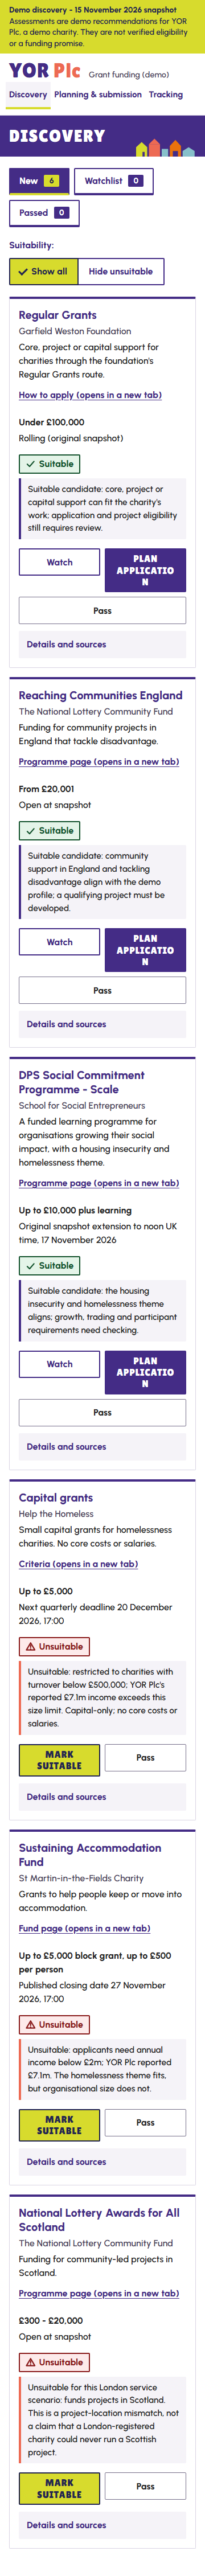 Demo discovery - 15 November 2026 snapshot
Assessments are demo recommendations for YOR
Plc, a demo charity. They are not verified eligibility
or a funding promise.
YOR Plc Grant funding (demo)
Discovery Planning & submission Tracking
DISCOVERY
New 6 Watchlist 0
Passed 0
Suitability:
Show all Hide unsuitable
Regular Grants
Garfield Weston Foundation
Core, project or capital support for
charities through the foundation's
Regular Grants route.
How to apply (opens in a new tab)
Under £100,000
Rolling (original snapshot)
Suitable
Suitable candidate: core, project or
capital support can fit the charity's
work; application and project eligibility
still require review.
Watch
PLAN
APPLICATIO
N
Pass
Details and sources
Reaching Communities England
The National Lottery Community Fund
Funding for community projects in
England that tackle disadvantage.
Programme page (opens in a new tab)
From £20,001
Open at snapshot
Suitable
Suitable candidate: community
support in England and tackling
disadvantage align with the demo
profile; a qualifying project must be
developed.
Watch
PLAN
APPLICATIO
N
Pass
Details and sources
DPS Social Commitment
Programme - Scale
School for Social Entrepreneurs
A funded learning programme for
organisations growing their social
impact, with a housing insecurity and
homelessness theme.
Programme page (opens in a new tab)
Up to £10,000 plus learning
Original snapshot extension to noon UK
time, 17 November 2026
Suitable
Suitable candidate: the housing
insecurity and homelessness theme
aligns; growth, trading and participant
requirements need checking.
Watch
PLAN
APPLICATIO
N
Pass
Details and sources
Capital grants
Help the Homeless
Small capital grants for homelessness
charities. No core costs or salaries.
Criteria (opens in a new tab)
Up to £5,000
Next quarterly deadline 20 December
2026, 17:00
Unsuitable
Unsuitable: restricted to charities with
turnover below £500,000; YOR Plc's
reported £7.1m income exceeds this
size limit. Capital-only; no core costs or
salaries.
MARK
SUITABLE
Pass
Details and sources
Sustaining Accommodation
Fund
St Martin-in-the-Fields Charity
Grants to help people keep or move into
accommodation.
Fund page (opens in a new tab)
Up to £5,000 block grant, up to £500
per person
Published closing date 27 November
2026, 17:00
Unsuitable
Unsuitable: applicants need annual
income below £2m; YOR Plc reported
£7.1m. The homelessness theme fits,
but organisational size does not.
MARK
SUITABLE
Pass
Details and sources
National Lottery Awards for All
Scotland
The National Lottery Community Fund
Funding for community-led projects in
Scotland.
Programme page (opens in a new tab)
£300 - £20,000
Open at snapshot
Unsuitable
Unsuitable for this London service
scenario: funds projects in Scotland.
This is a project-location mismatch, not
a claim that a London-registered
charity could never run a Scottish
project.
MARK
SUITABLE
Pass
Details and sources